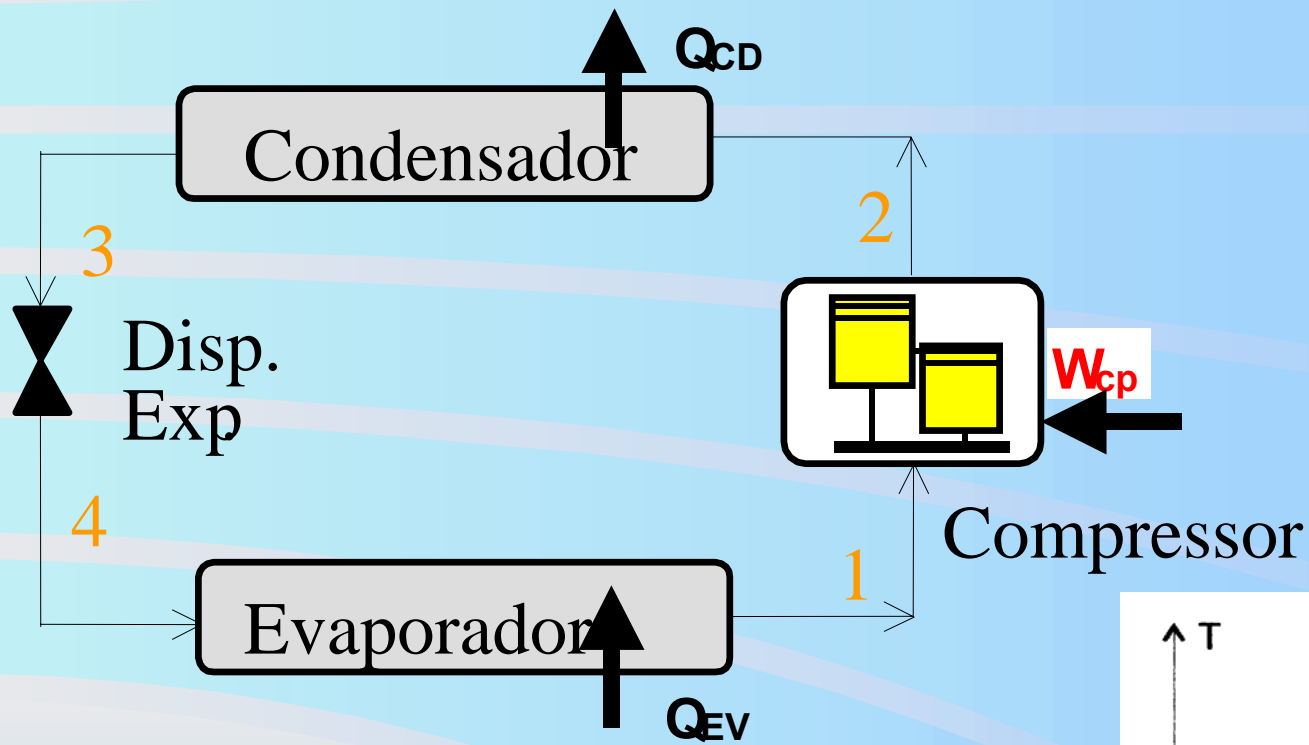 QCD
Condensador
2
3
Disp.
Exp.
Wcp
4
Compressor
1
Evaporador
T
QEV